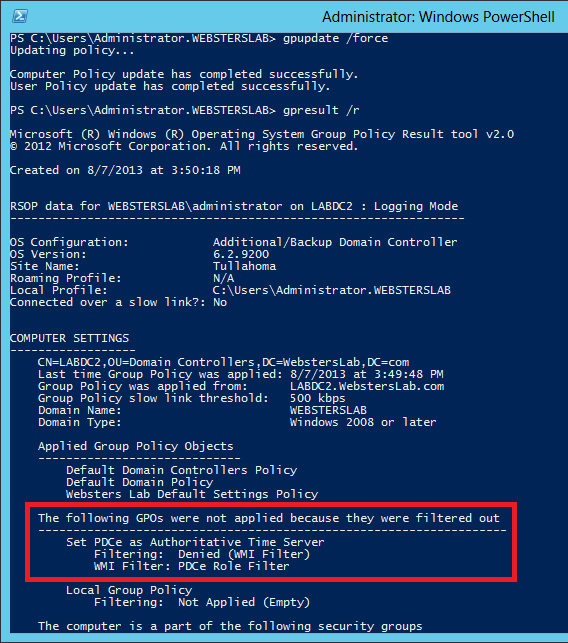 Administrator: Windows PowerShell
PS C:\Users\Administrator.WEBSTERSLAB> gpupdate /force
Updating policy...
Computer Policy update has completed successfully.
User Policy update has completed successfully.
PS C:\Users\Administrator.WEBSTERSLAB> gpresult /r
Microsoft (R) Windows (R) Operating System Group Policy Result tool v2.0
© 2012 Microsoft Corporation. All rights reserved.
Created on 8/7/2013 at 3:50:18 PM
RSOP data for WEBSTERSLAB\administrator on LABDC2 : Logging Mode
------------------------------------------------------------------
OS Configuration: Additional/Backup Domain Controller
OS Version: 6.2.9200
Site Name: Tullahoma
Roaming Profile: N/A
Local Profile: C:\Users\Administrator.WEBSTERSLAB
Connected over a slow link?: No
COMPUTER SETTINGS
------------------
CN=LABDC2,OU=Domain Controllers,DC=WebstersLab,DC=com
Last time Group Policy was applied: 8/7/2013 at 3:49:48 PM
Group Policy was applied from: LABDC2.WebstersLab.com
Group Policy slow link threshold: 500 kbps
Domain Name: WEBSTERSLAB
Domain Type: Windows 2008 or later
Applied Group Policy Objects
-----------------------------
Default Domain Controllers Policy
Default Domain Policy
Websters Lab Default Settings Policy
The following GPOs were not applied because they were filtered out
-------------------------------------------------------------------
Set PDCe as Authoritative Time Server
Filtering: Denied (WMI Filter)
WMI Filter: PDCe Role Filter
Local Group Policy
Filtering: Not Applied (Empty)
The computer is a part of the following security groups